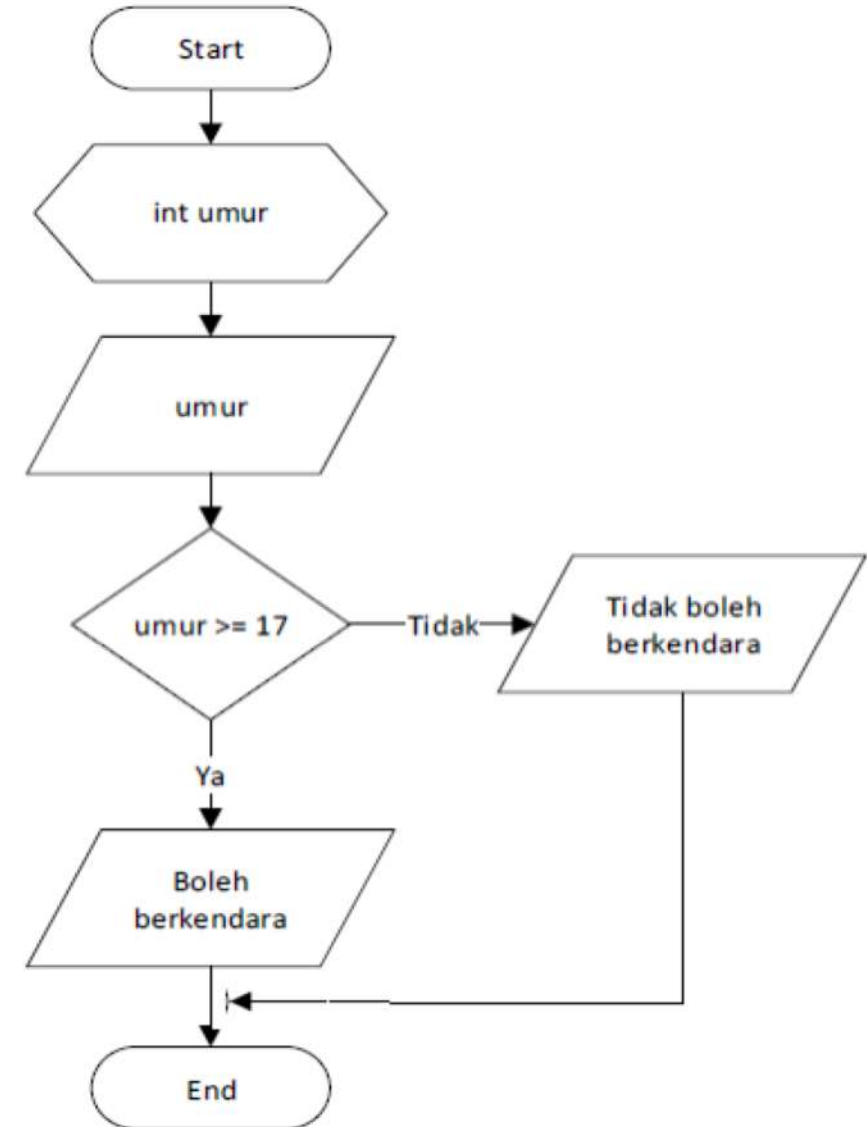 Start
int umur
umur
umur >= 17
Tidak
Tidak boleh
berkendara
Ya
Boleh
berkendara
End